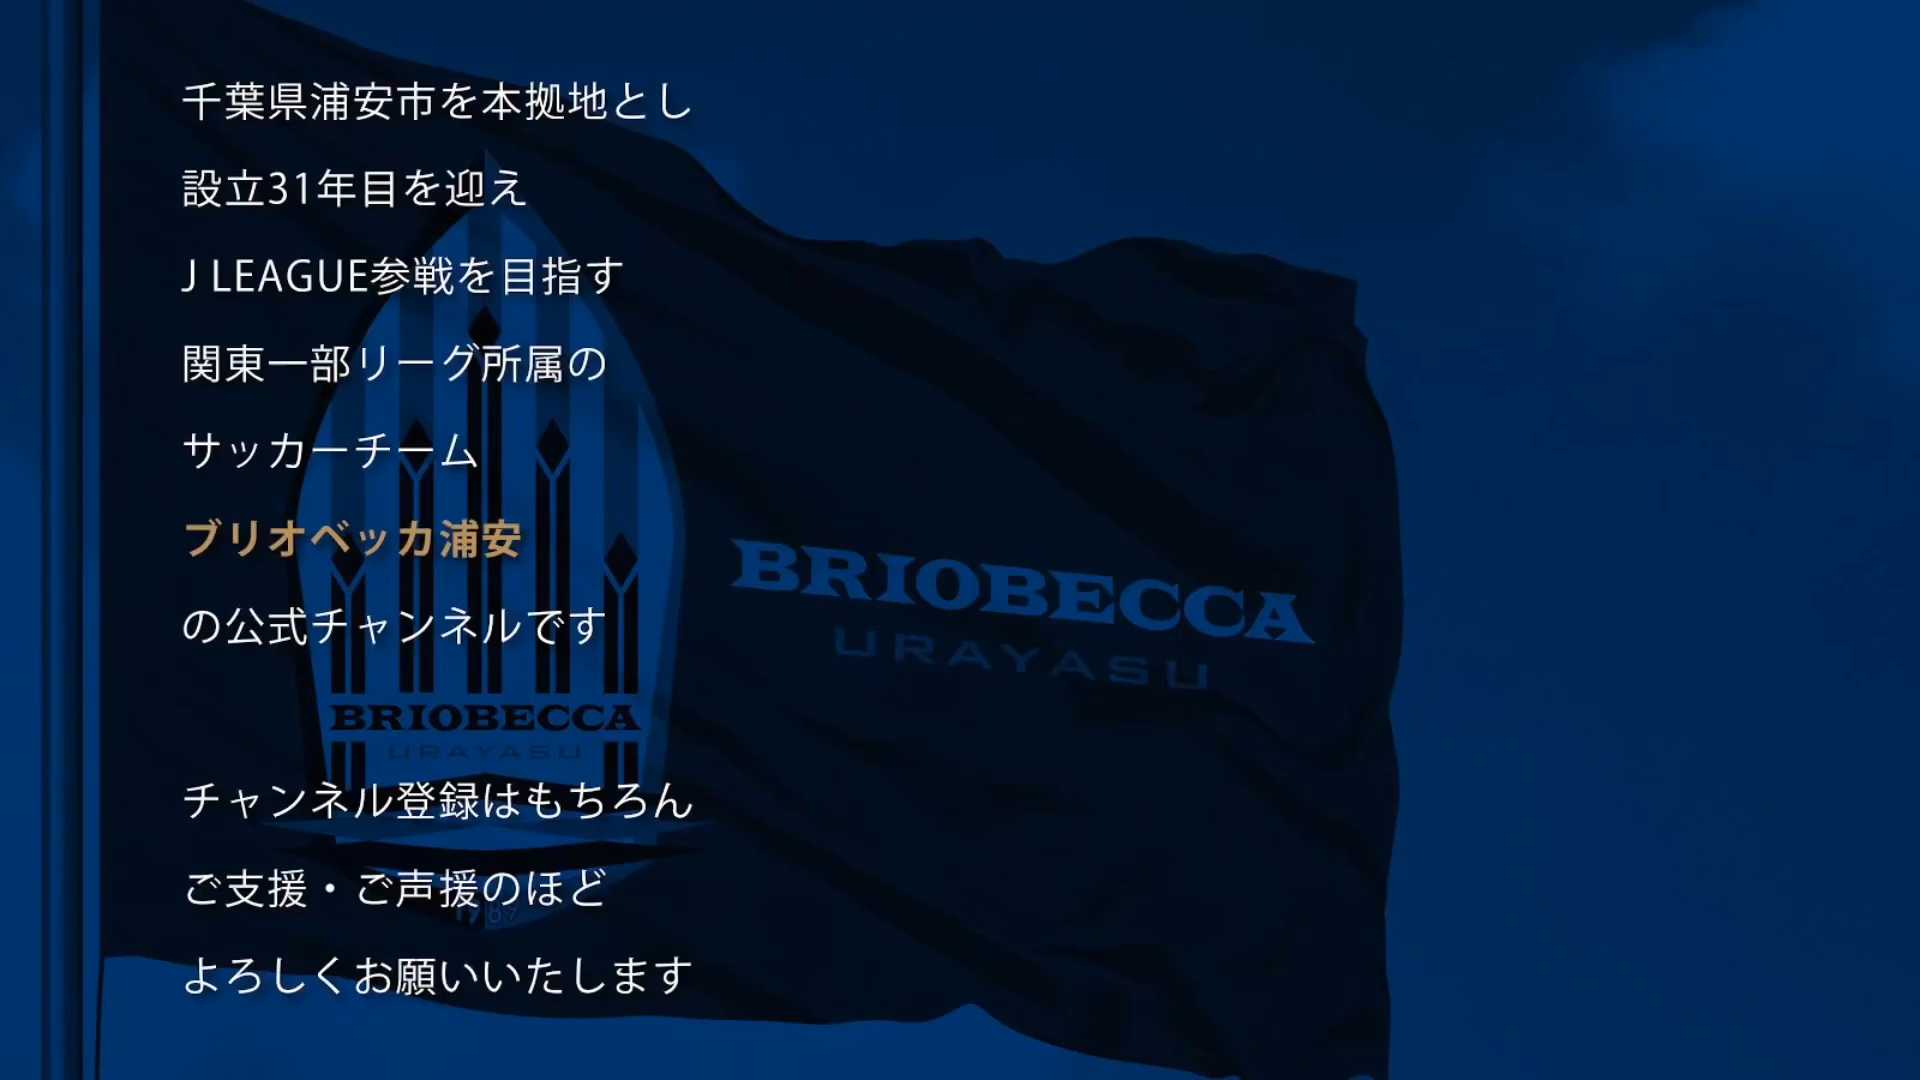 千葉県浦安市を本拠地とし
設立31年目を迎え
J LEAGUE参戦を目指す
関東一部リーグ所属の
サッカーチーム
ブリオベッカ浦安
の公式チャンネルです
チャンネル登録はもちろん
ご支援・ご声援のほど
よろしくお願いいたします
BRIOBECCA
URAYASU
BRIOBECCA
URAYASU